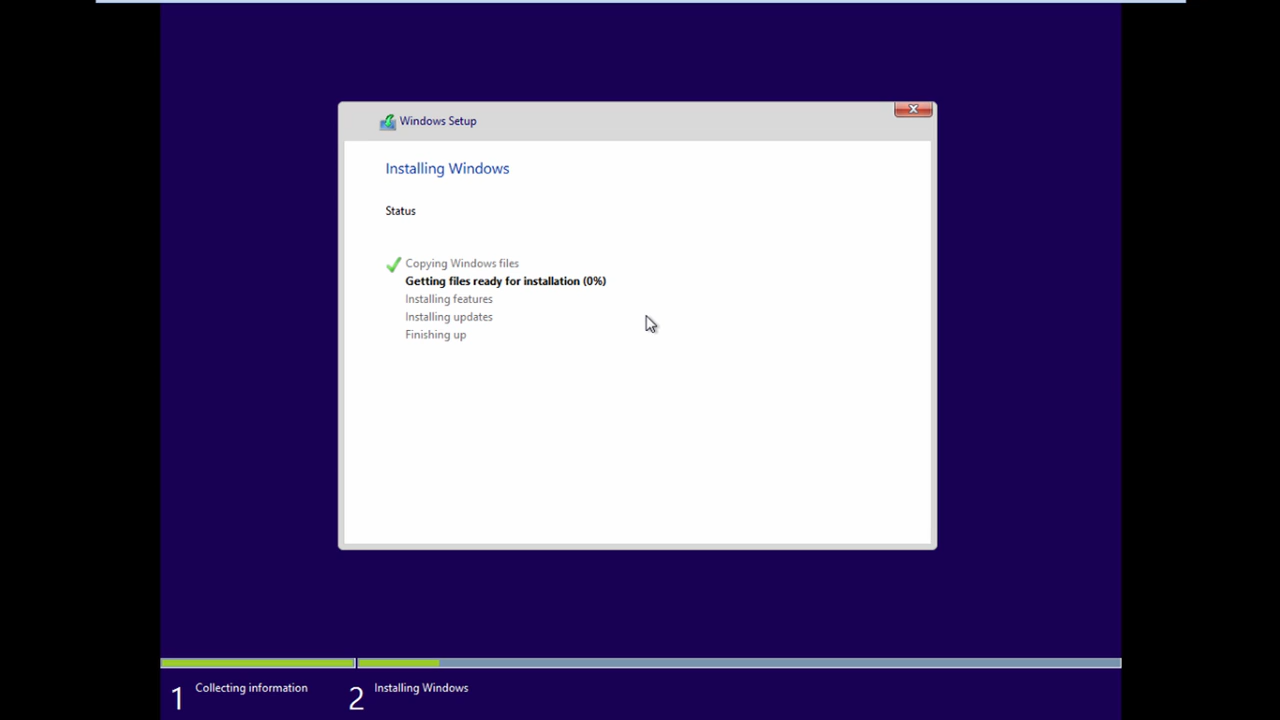 Windows Setup
Installing Windows
Status
Copying Windows files
Getting files ready for installation (0%)
Installing features
Installing updates
Finishing up
1 Collecting information
2 Installing Windows